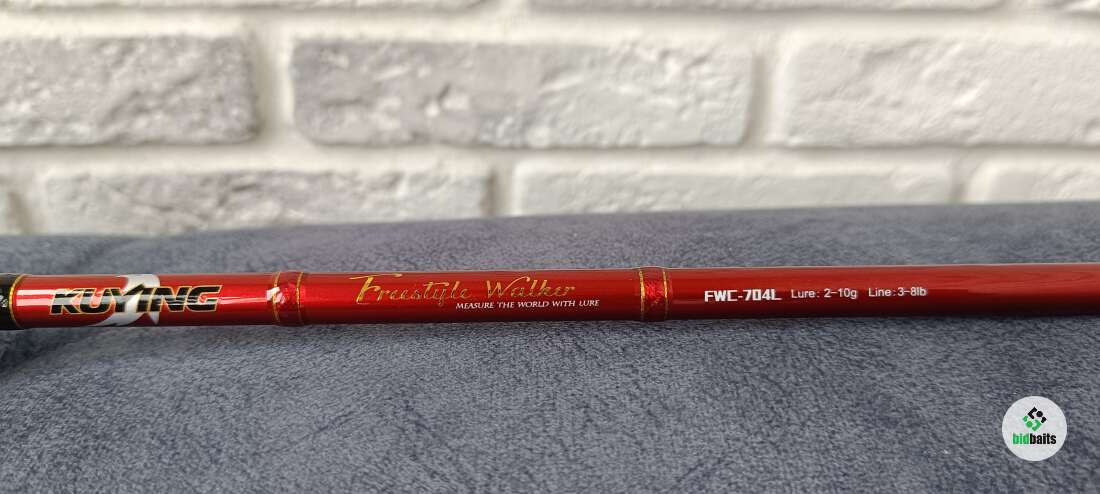 KUYING
Freestyle Walker
MEASURE THE WORLD WITH LURE
FWC-704L Lure: 2-10g Line: 3-8lb
bidbaits